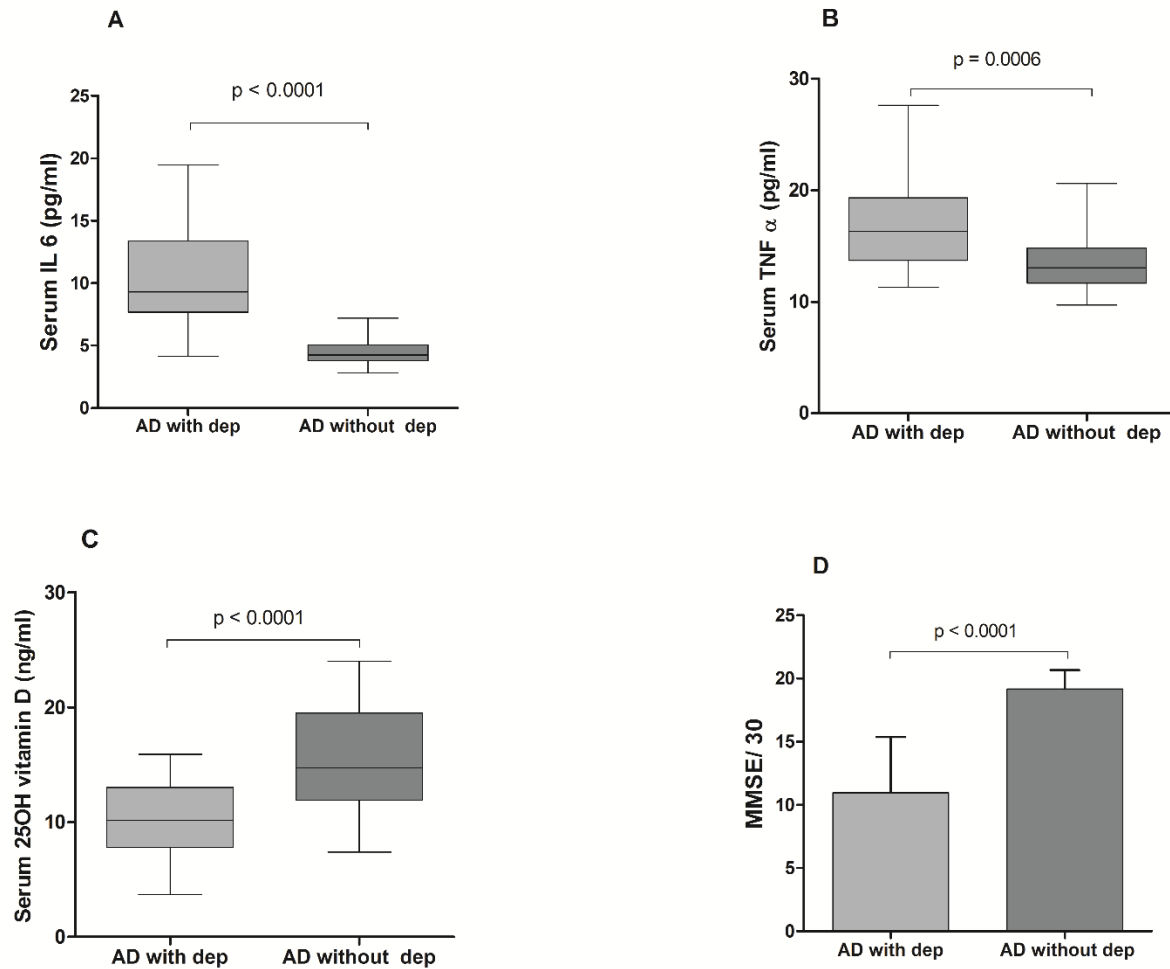 A
p < 0.0001
Serum IL 6 (pg/ml)
25
20
15
10
5
0
AD with dep
AD without dep
B
p = 0.0006
Serum TNF α (pg/ml)
30
20
10
0
AD with dep
AD without dep
C
p < 0.0001
Serum 25OH vitamin D (ng/ml)
30
20
10
0
AD with dep
AD without dep
D
p < 0.0001
MMSE/ 30
25
20
15
10
5
0
AD with dep
AD without dep